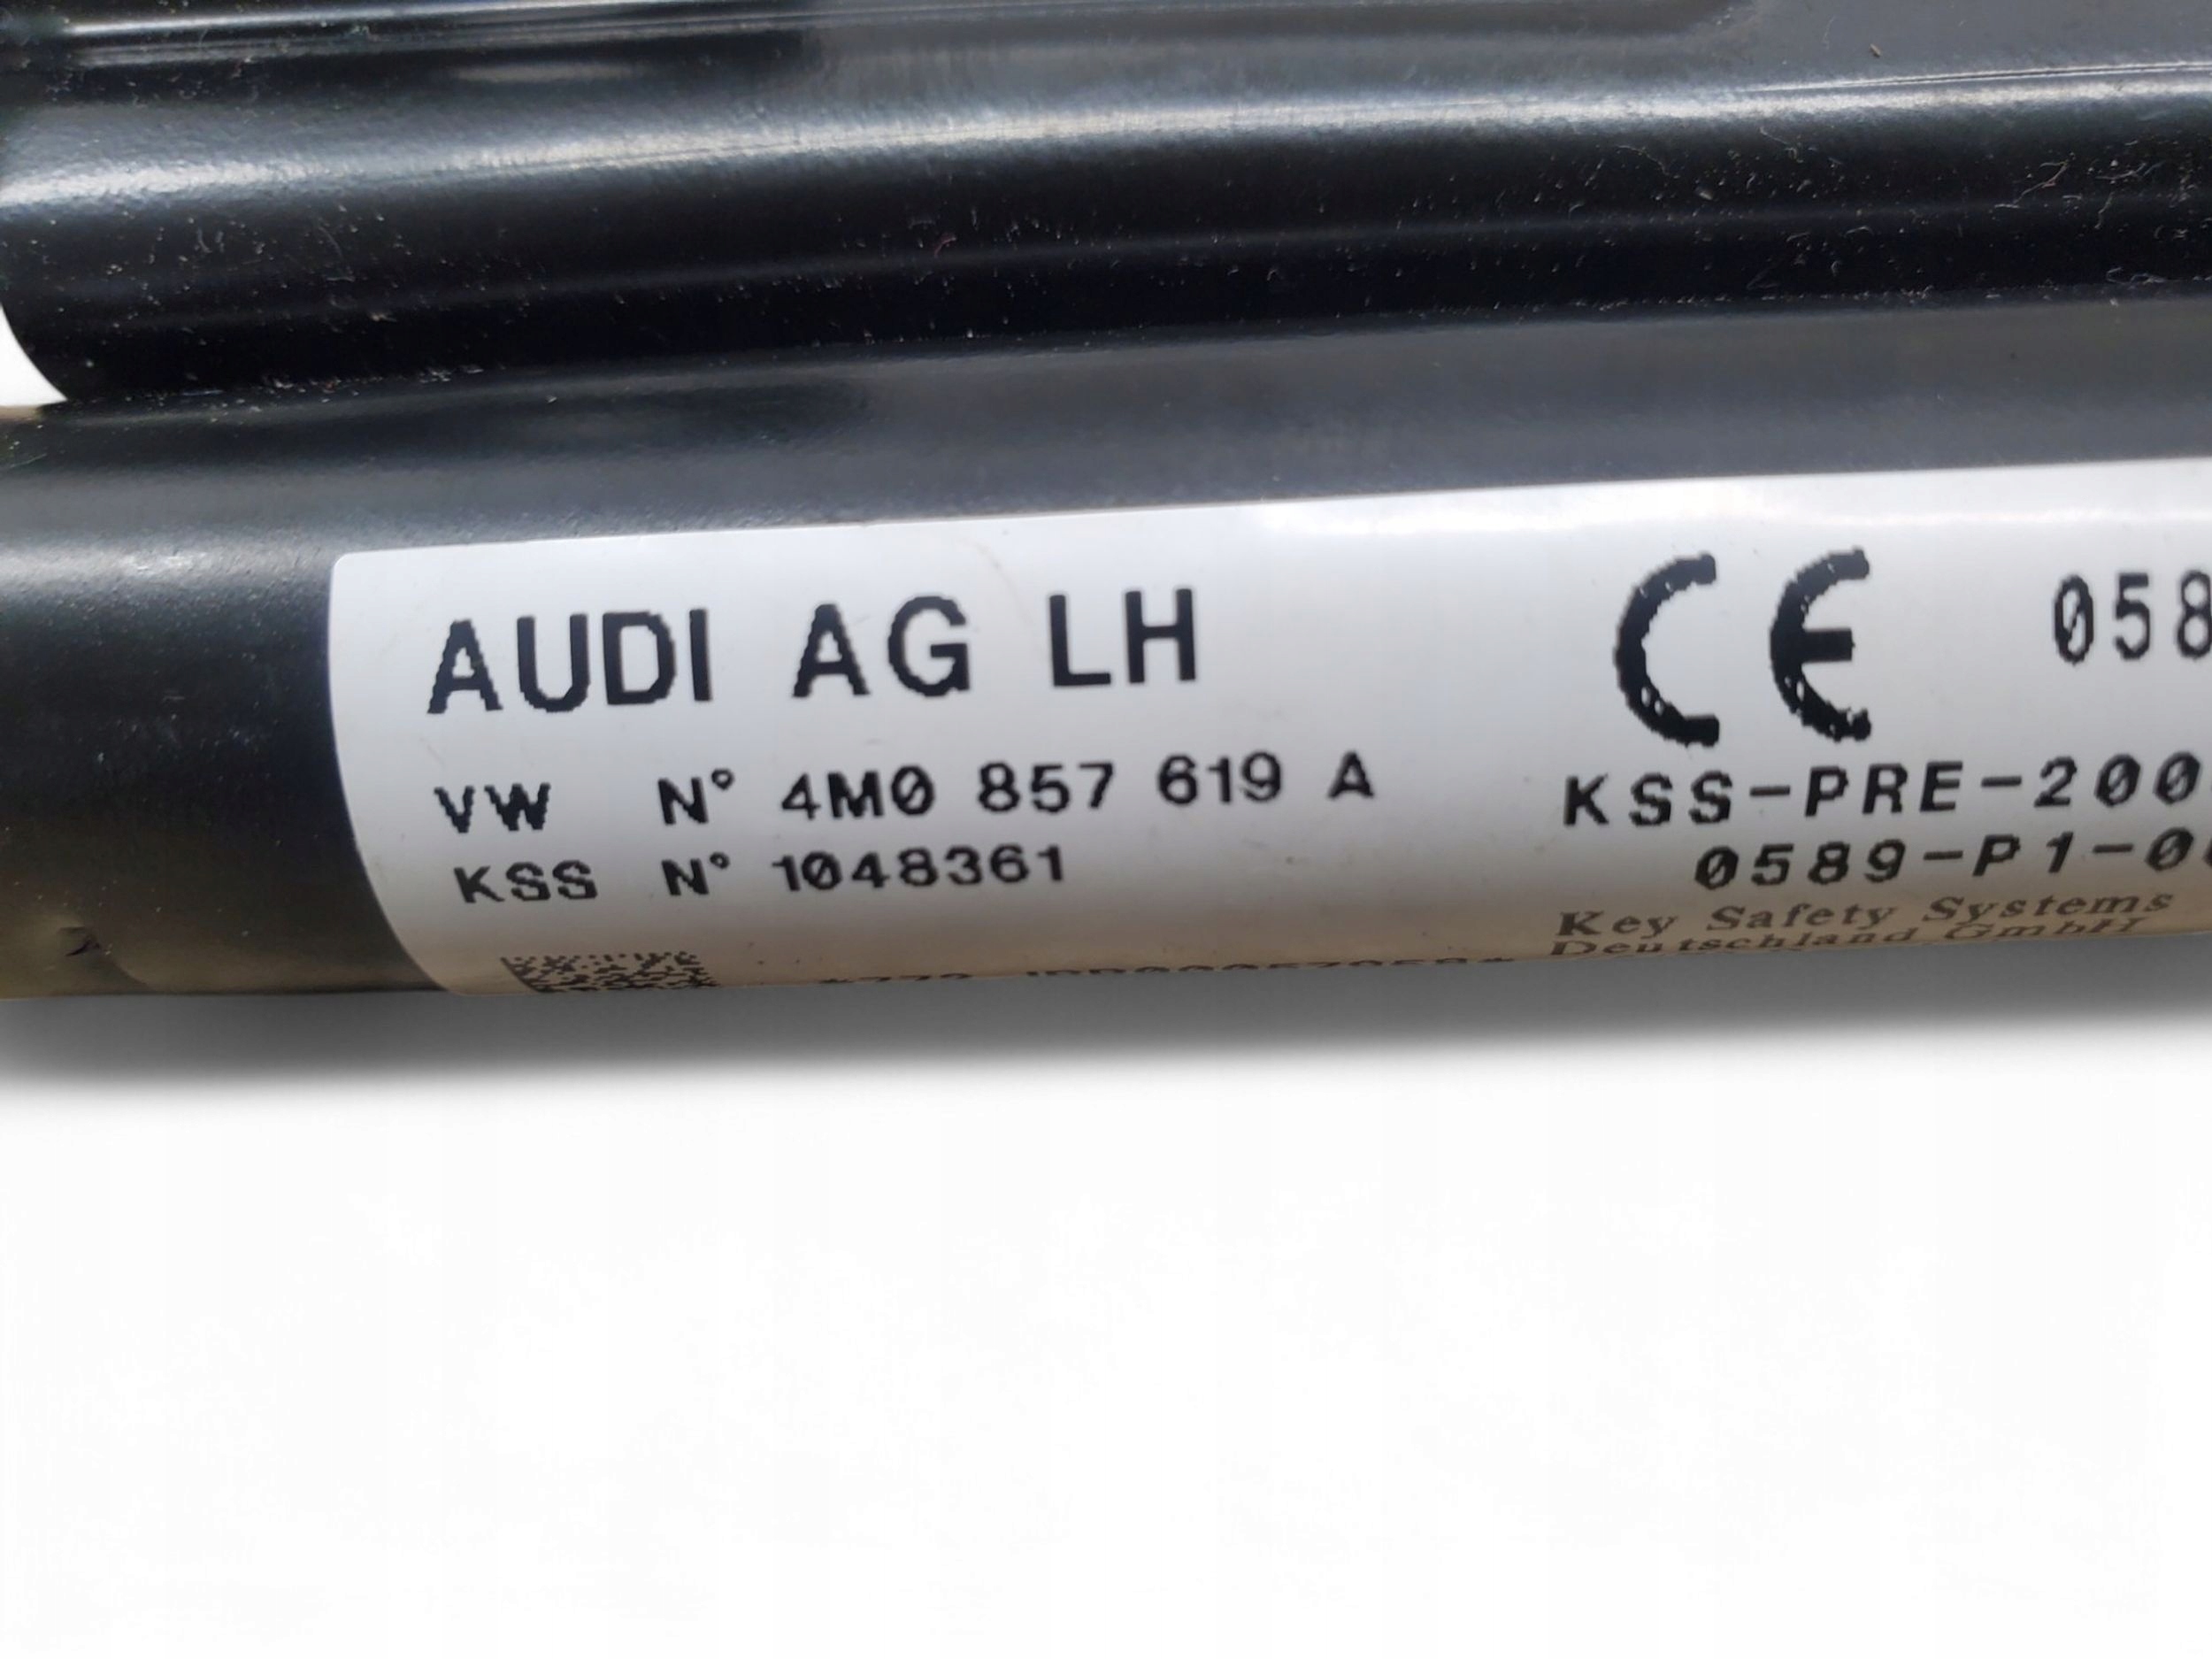 AUDI AG LH
VW N° 4M0 857 619 A
KSS N° 1048361
CE 058
KSS-PRE-200
0589-P1-0
Key Safety Systems
Deutschland GmbH